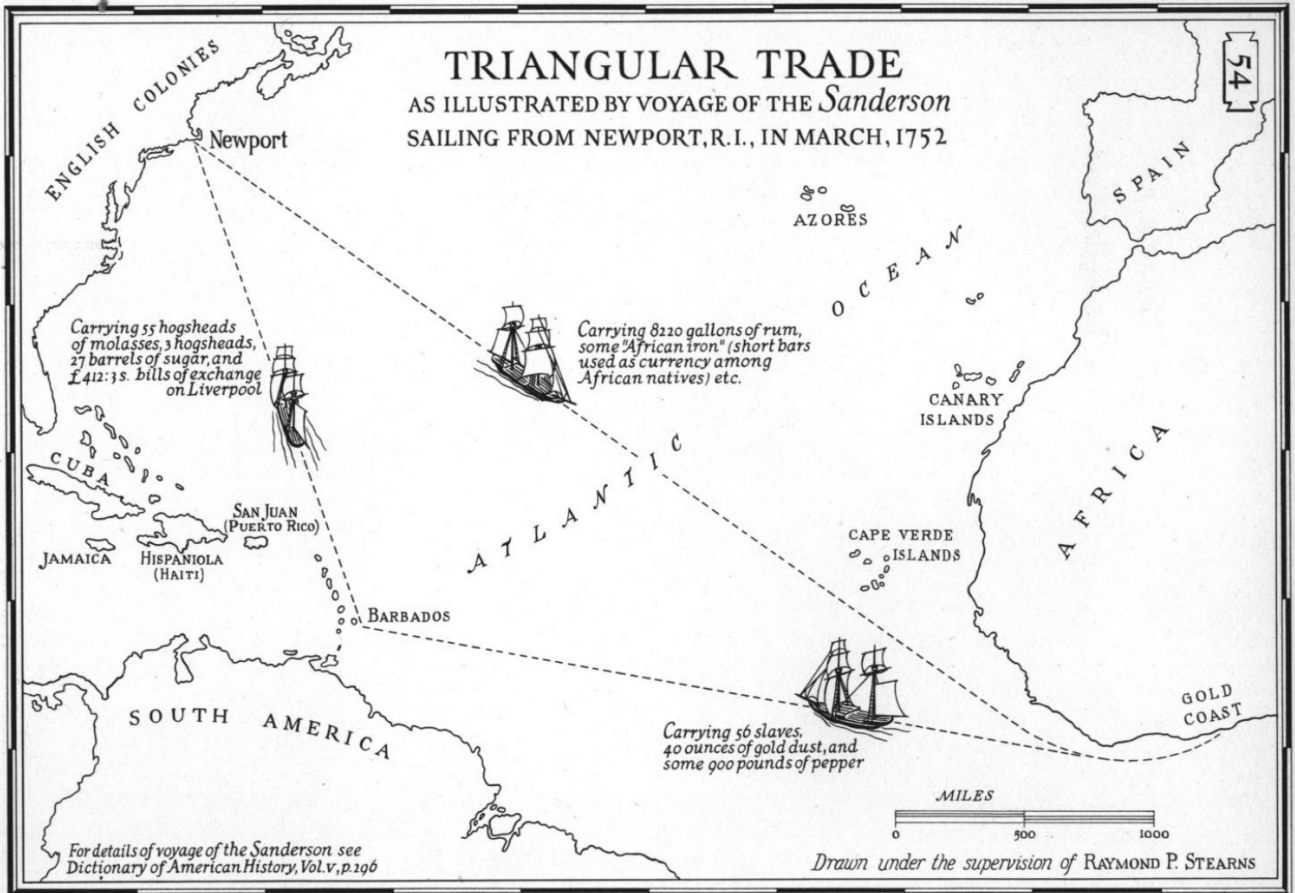 TRIANGULAR TRADE
AS ILLUSTRATED BY VOYAGE OF THE Sanderson
SAILING FROM NEWPORT, R.I., IN MARCH, 1752
54
ENGLISH COLONIES
Newport
SPAIN
AZORES
ATLANTIC OCEAN
Carrying 55 hogsheads
of molasses, 3 hogsheads,
27 barrels of sugar, and
£412:3 s. bills of exchange
on Liverpool
Carrying 8220 gallons of rum,
some "African iron" (short bars
used as currency among
African natives) etc.
CANARY
ISLANDS
AFRICA
CUBA
SAN JUAN
(PUERTO RICO)
JAMAICA
HISPANIOLA
(HAITI)
CAPE VERDE
ISLANDS
BARBADOS
SOUTH AMERICA
GOLD
COAST
Carrying 56 slaves,
40 ounces of gold dust, and
some 900 pounds of pepper
MILES
0 500 1000
For details of voyage of the Sanderson see
Dictionary of American History, Vol.v, p.296
Drawn under the supervision of RAYMOND P. STEARNS